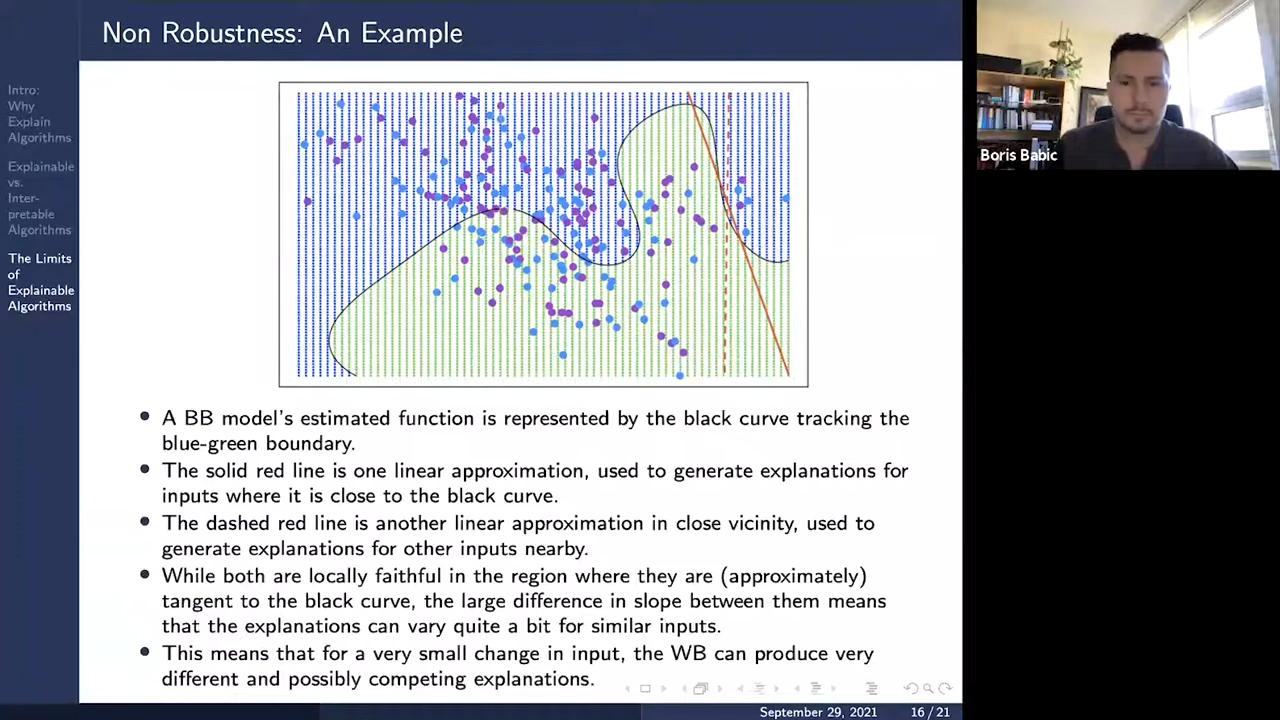 Non Robustness: An Example
Intro:
Why
Explain
Algorithms
Explainable
vs.
Inter-
pretable
Algorithms
The Limits
of
Explainable
Algorithms
A BB model's estimated function is represented by the black curve tracking the
blue-green boundary.
The solid red line is one linear approximation, used to generate explanations for
inputs where it is close to the black curve.
The dashed red line is another linear approximation in close vicinity, used to
generate explanations for other inputs nearby.
While both are locally faithful in the region where they are (approximately)
tangent to the black curve, the large difference in slope between them means
that the explanations can vary quite a bit for similar inputs.
This means that for a very small change in input, the WB can produce very
different and possibly competing explanations.
September 29, 2021 16 / 21
Boris Babic